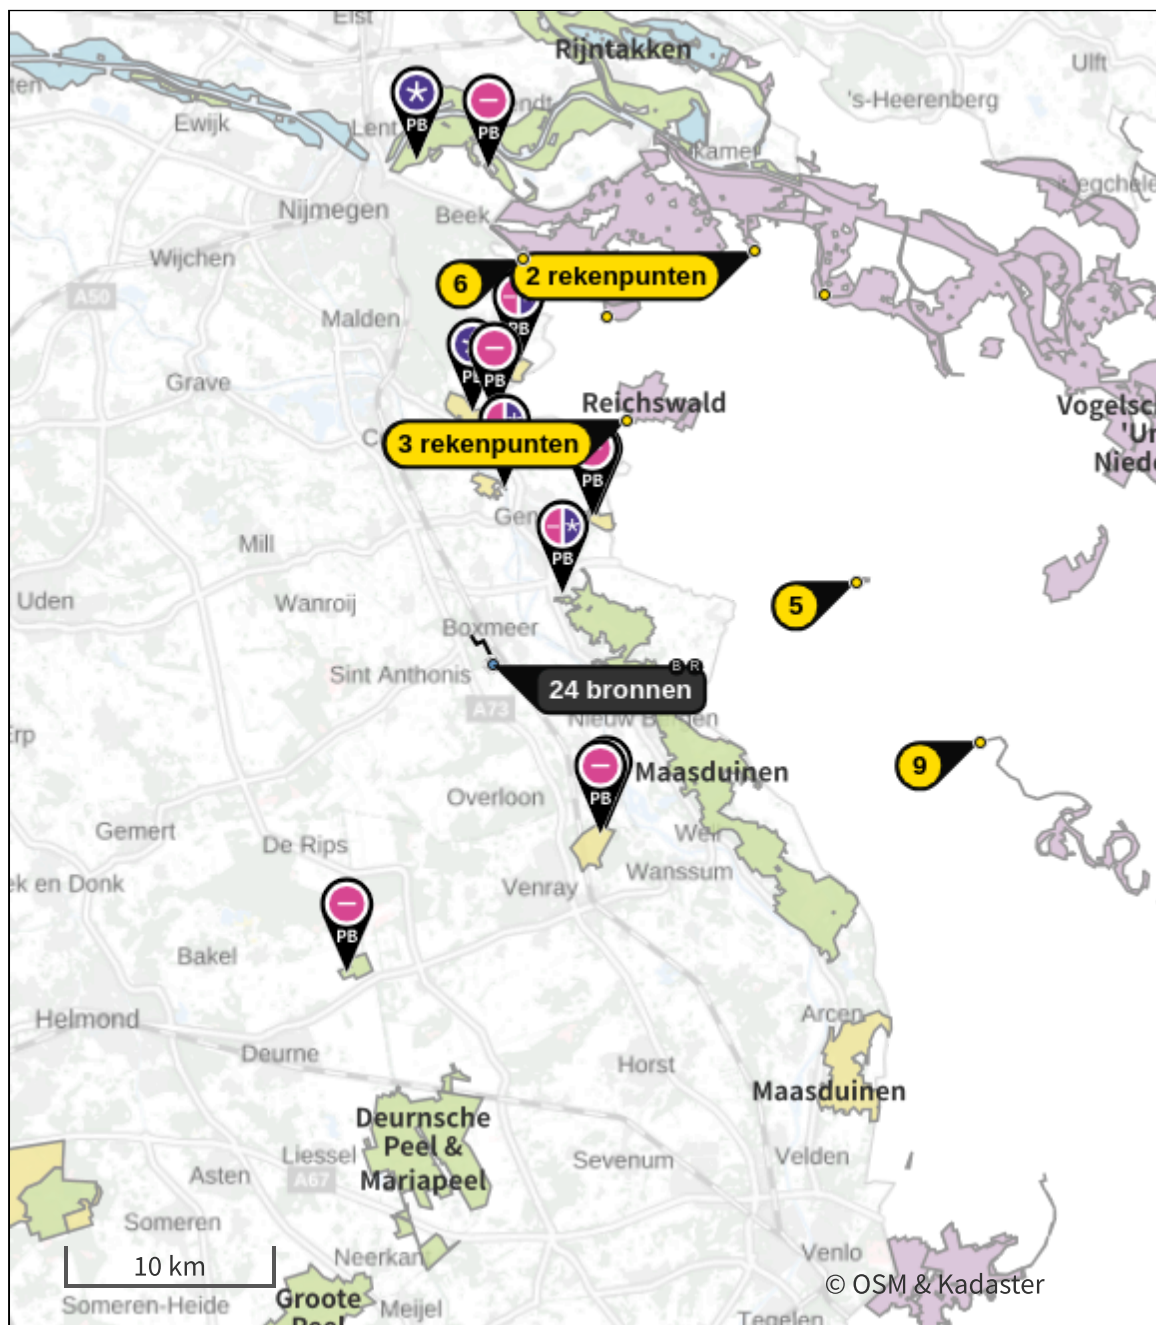 Elst
Rijntakken
Ulft
's-Heerenberg
Ewijk
Lent
PB
PB
Nijmegen
Beek
Wijchen
6
2 rekenpunten
A50
PB
Malden
PB
Grave
Reichswald
3 rekenpunten
PB
Mill
PB
Uden
Wanroij
5
Boxmeer
Sint Anthonis
B R
24 bronnen
A73
9
Maasduinen
PB
Overloon
Gemert
De Rips
Wanssum
Venray
PB
Bakel
Helmond
Arcen
Deurne
Horst
Maasduinen
Deurnsche
Peel &
Mariapeel
Liessel
Sevenum
Velden
Asten
A67
Someren
10 km
Neerkant
Venlo
© OSM & Kadaster
Groote
Peel
Someren-Heide
Meijel
Tegelen